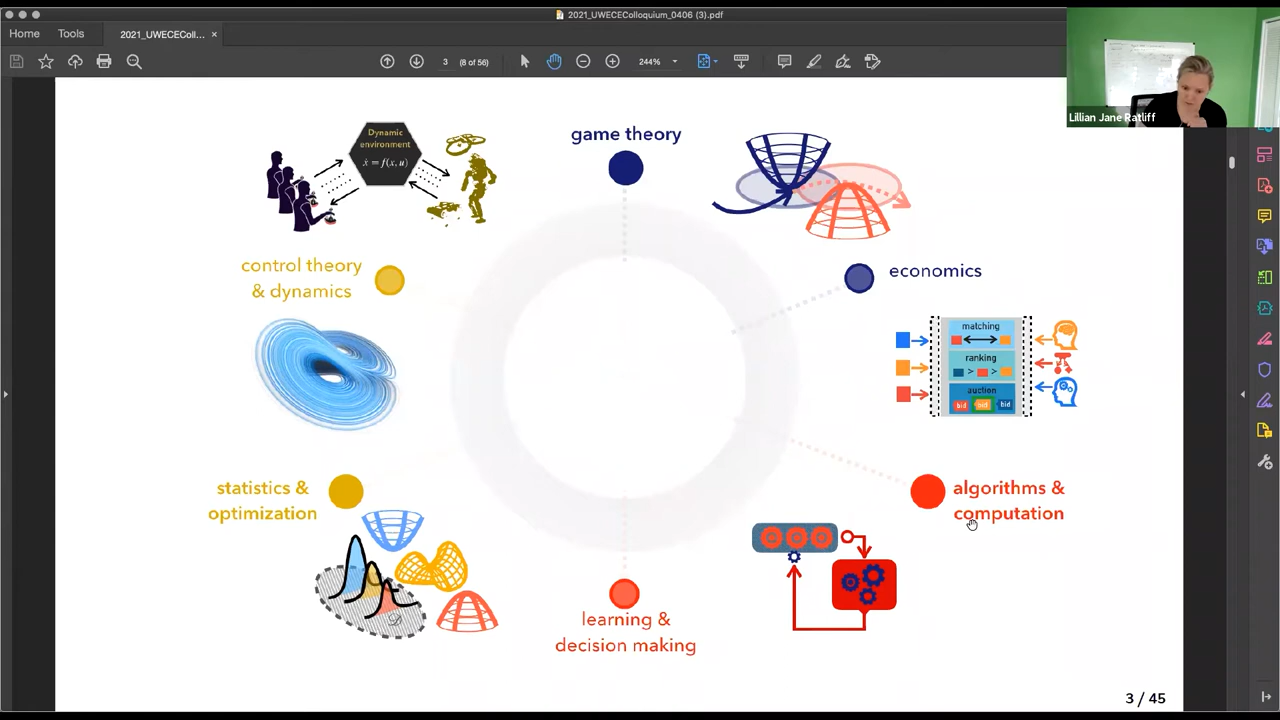 2021_UWECEColloquium_0406 (3).pdf
Home
Tools
2021_UWECEColl...
×
3
(8 of 56)
244%
Lillian Jane Ratliff
Dynamic
environment
ẋ = f(x, u)
game theory
control theory
& dynamics
economics
matching
ranking
> >
auction
bid
bid
bid
statistics &
optimization
algorithms &
computation
learning &
decision making
3 / 45